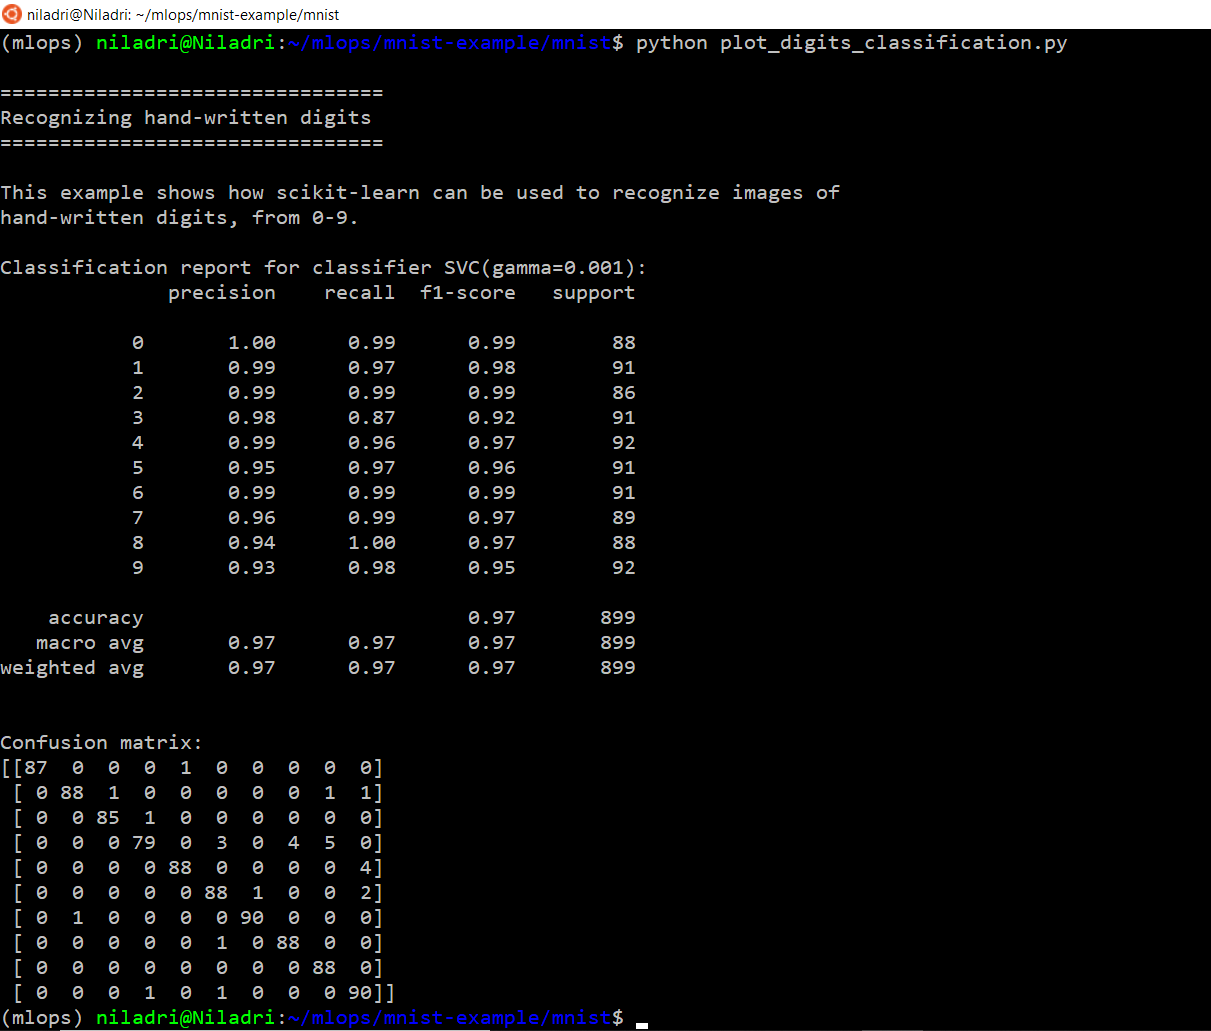 niladri@Niladri: ~/mlops/mnist-example/mnist
(mlops) niladri@Niladri:~/mlops/mnist-example/mnist$ python plot_digits_classification.py
================================
Recognizing hand-written digits
================================
This example shows how scikit-learn can be used to recognize images of
hand-written digits, from 0-9.
Classification report for classifier SVC(gamma=0.001):
              precision    recall  f1-score   support
           0       1.00      0.99      0.99        88
           1       0.99      0.97      0.98        91
           2       0.99      0.99      0.99        86
           3       0.98      0.87      0.92        91
           4       0.99      0.96      0.97        92
           5       0.95      0.97      0.96        91
           6       0.99      0.99      0.99        91
           7       0.96      0.99      0.97        89
           8       0.94      1.00      0.97        88
           9       0.93      0.98      0.95        92
    accuracy                           0.97       899
   macro avg       0.97      0.97      0.97       899
weighted avg       0.97      0.97      0.97       899
Confusion matrix:
[[87  0  0  0  1  0  0  0  0  0]
 [ 0 88  1  0  0  0  0  0  1  1]
 [ 0  0 85  1  0  0  0  0  0  0]
 [ 0  0  0 79  0  3  0  4  5  0]
 [ 0  0  0  0 88  0  0  0  0  4]
 [ 0  0  0  0  0 88  1  0  0  2]
 [ 0  1  0  0  0  0 90  0  0  0]
 [ 0  0  0  0  0  1  0 88  0  0]
 [ 0  0  0  0  0  0  0  0 88  0]
 [ 0  0  0  1  0  1  0  0  0 90]]
(mlops) niladri@Niladri:~/mlops/mnist-example/mnist$